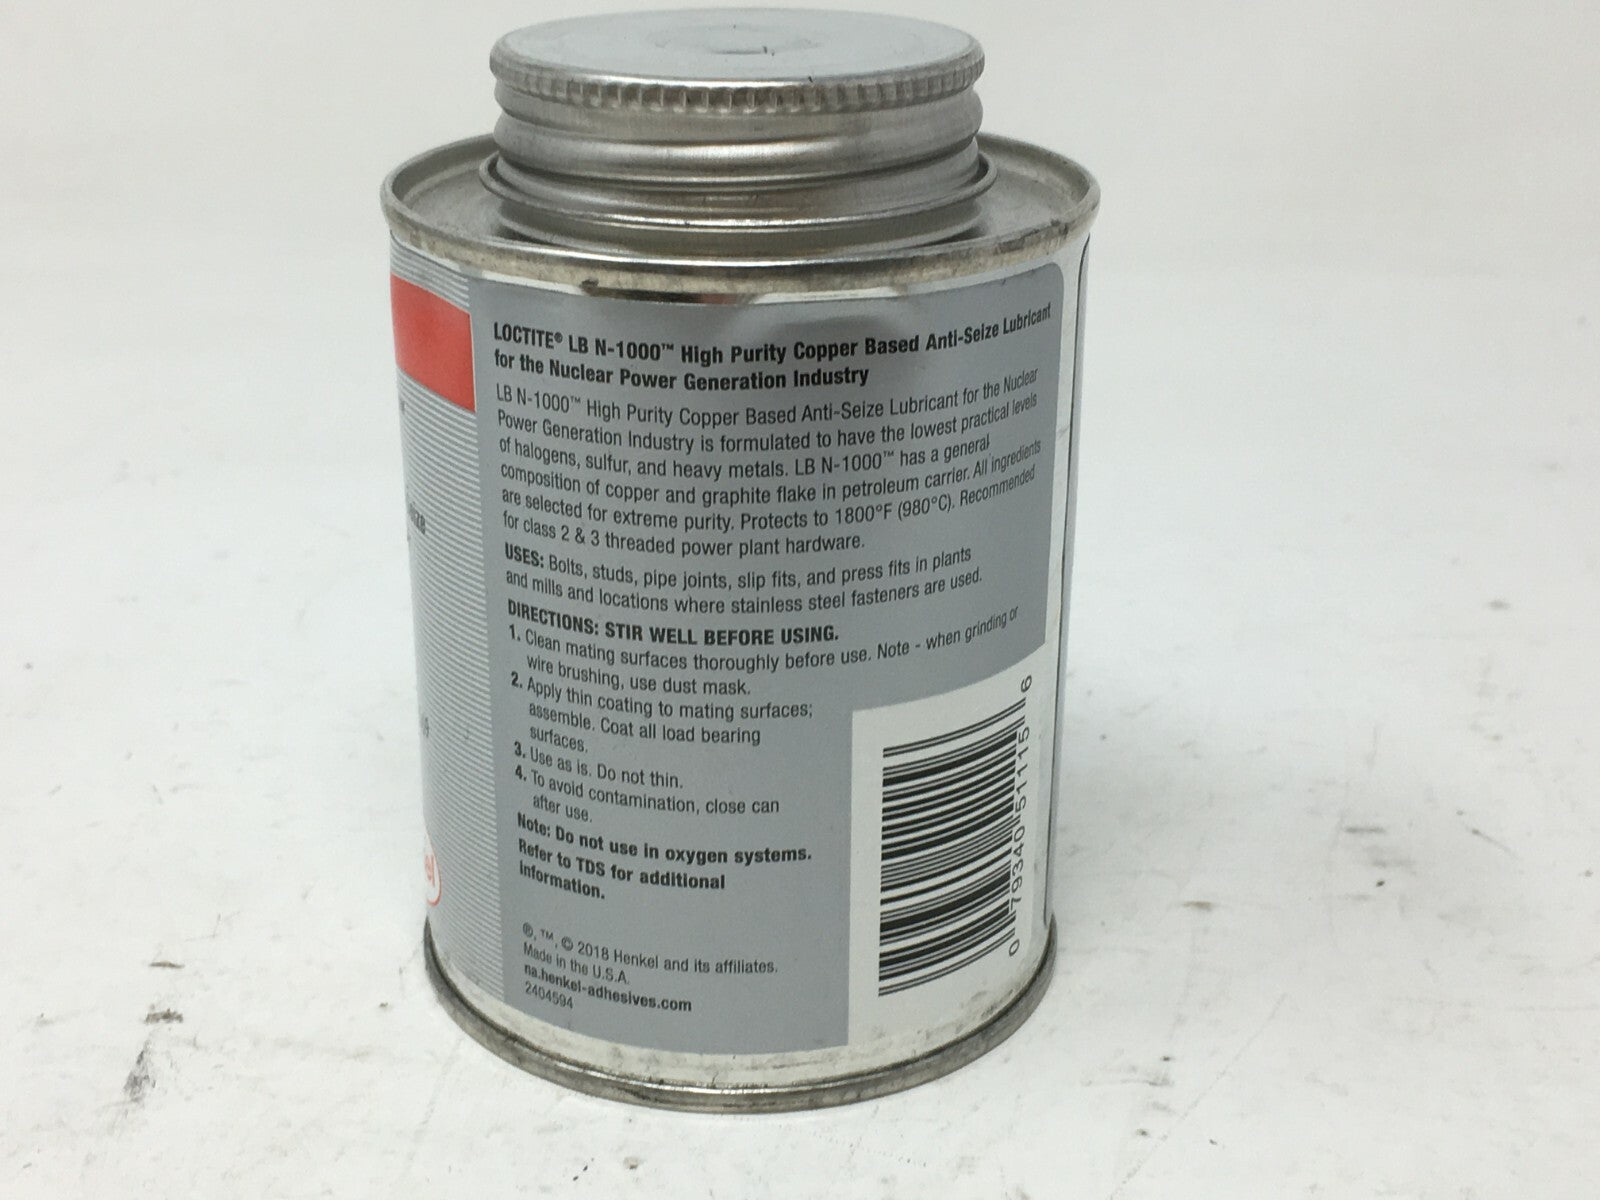 LOCTITE® LB N-1000™ High Purity Copper Based Anti-Seize Lubricant
for the Nuclear Power Generation Industry
LB N-1000™ High Purity Copper Based Anti-Seize Lubricant for the Nuclear
Power Generation Industry is formulated to have the lowest practical levels
of halogens, sulfur, and heavy metals. LB N-1000™ has a general
composition of copper and graphite flake in petroleum carrier. All ingredients
are selected for extreme purity. Protects to 1800°F (980°C). Recommended
for class 2 & 3 threaded power plant hardware.
USES: Bolts, studs, pipe joints, slip fits, and press fits in plants
and mills and locations where stainless steel fasteners are used.
DIRECTIONS: STIR WELL BEFORE USING.
1. Clean mating surfaces thoroughly before use. Note - when grinding or
wire brushing, use dust mask.
2. Apply thin coating to mating surfaces;
assemble. Coat all load bearing
surfaces.
3. Use as is. Do not thin.
4. To avoid contamination, close can
after use.
Note: Do not use in oxygen systems.
Refer to TDS for additional
information.
®, ™, © 2018 Henkel and its affiliates.
Made in the U.S.A.
na.henkel-adhesives.com
2404594
0 79340 51115 6